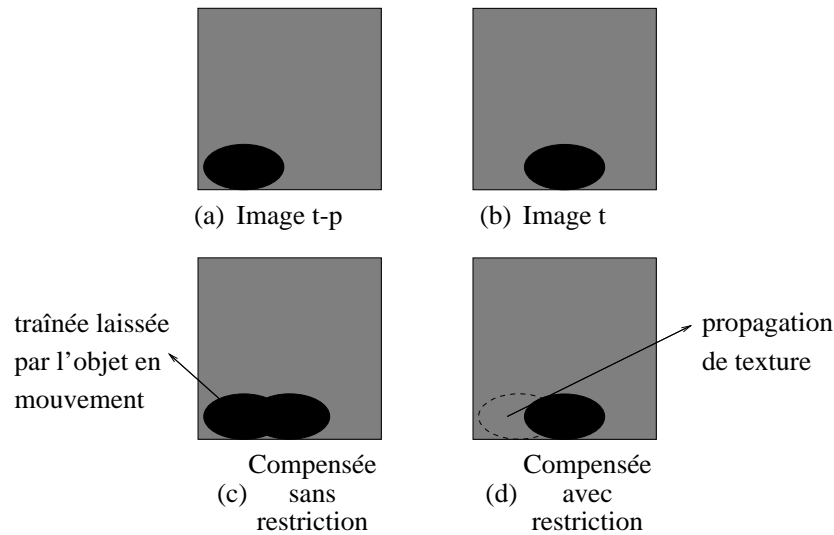 (a) Image t-p
(b) Image t
traînée laissée
par l'objet en
mouvement
propagation
de texture
(c) Compensée
sans
restriction
(d) Compensée
avec
restriction